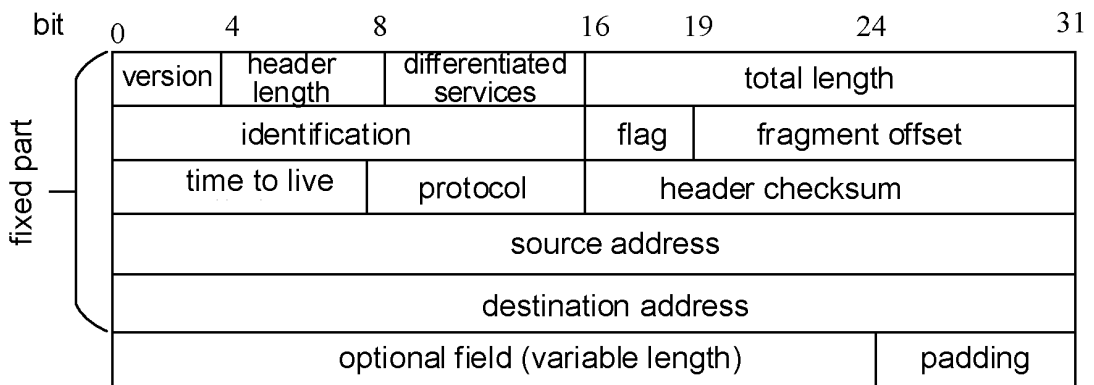 bit 0 4 8 16 19 24 31
version header length differentiated services total length
identification flag fragment offset
time to live protocol header checksum
source address
destination address
optional field (variable length) padding
fixed part